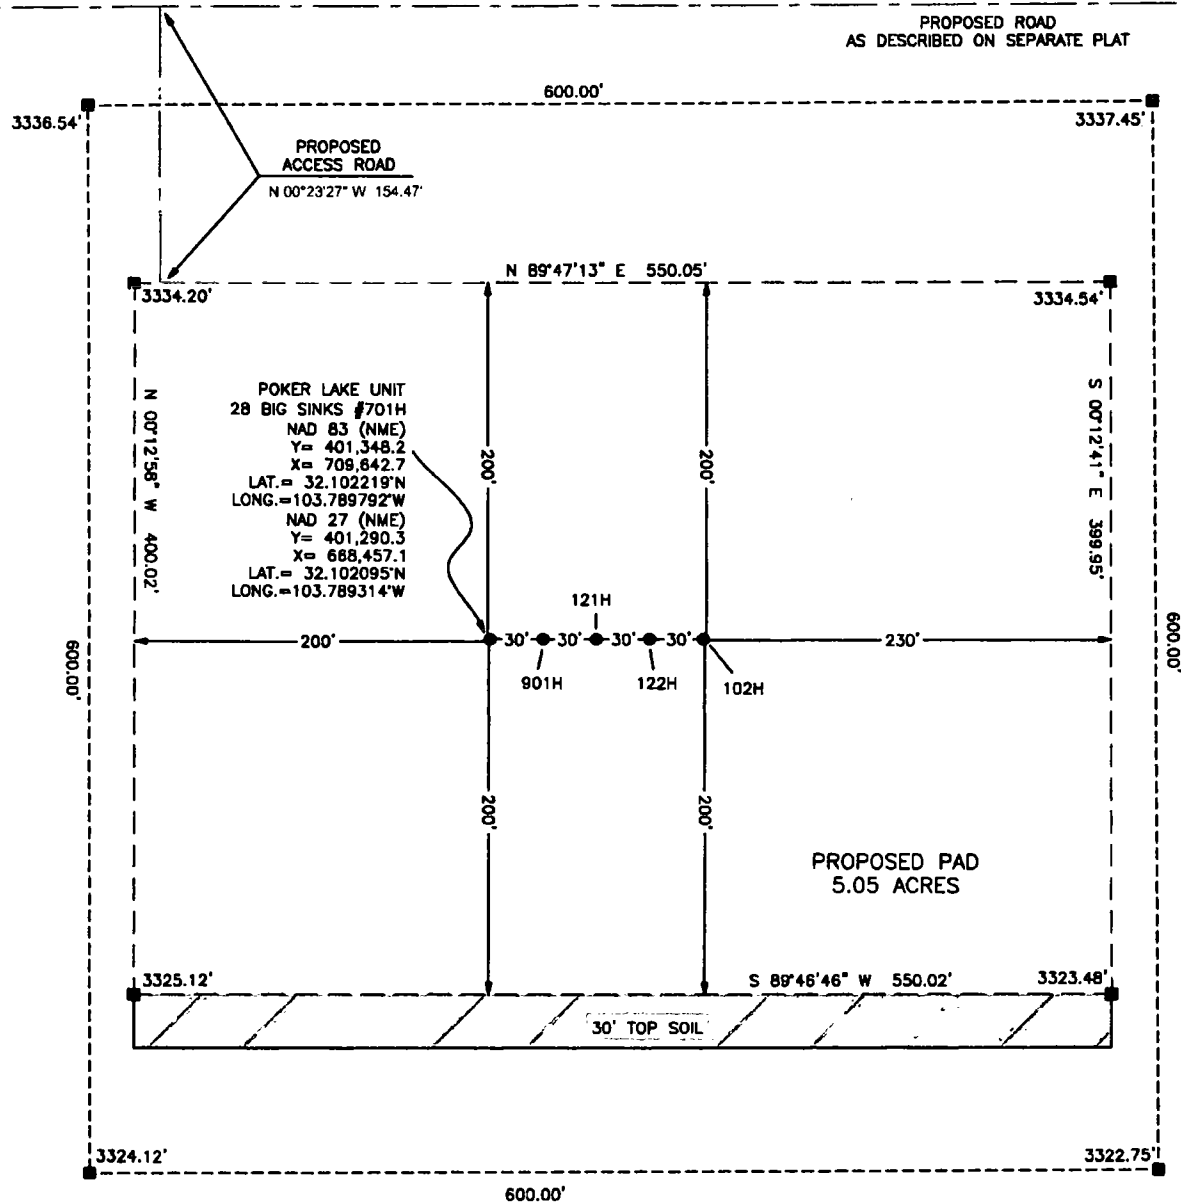 PROPOSED ROAD
AS DESCRIBED ON SEPARATE PLAT
600.00'
3336.54'
3337.45'
PROPOSED
ACCESS ROAD
N 00°23'27" W 154.47'
N 89°47'13" E 550.05'
3334.20'
3334.54'
N 00°12'58" W 400.02'
S 00°12'41" E 399.95'
POKER LAKE UNIT
28 BIG SINKS #701H
NAD 83 (NME)
Y= 401,348.2
X= 709,642.7
LAT.= 32.102219°N
LONG.=103.789792°W
NAD 27 (NME)
Y= 401,290.3
X= 668,457.1
LAT.= 32.102095°N
LONG.=103.789314°W
200'
200'
121H
200'
30'
30'
30'
30'
230'
901H
122H
102H
600.00'
600.00'
200'
200'
PROPOSED PAD
5.05 ACRES
3325.12'
S 89°46'46" W 550.02'
3323.48'
30' TOP SOIL
3324.12'
3322.75'
600.00'